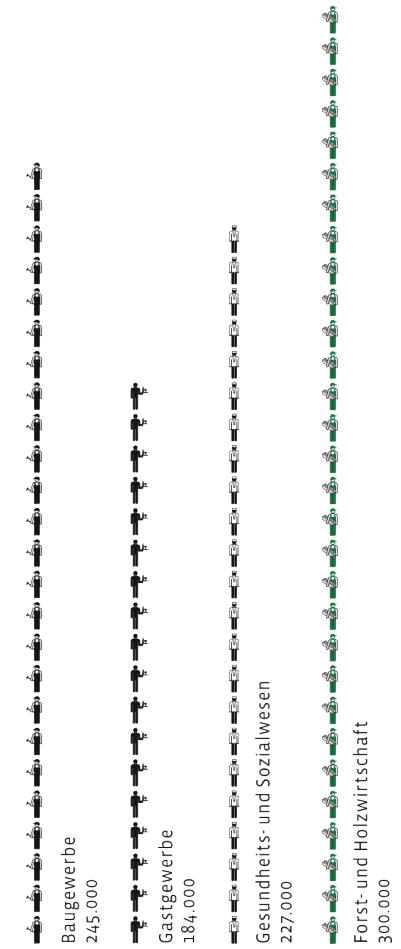 Baugewerbe
245.000
Gastgewerbe
184.000
Gesundheits- und Sozialwesen
227.000
Forst- und Holzwirtschaft
300.000